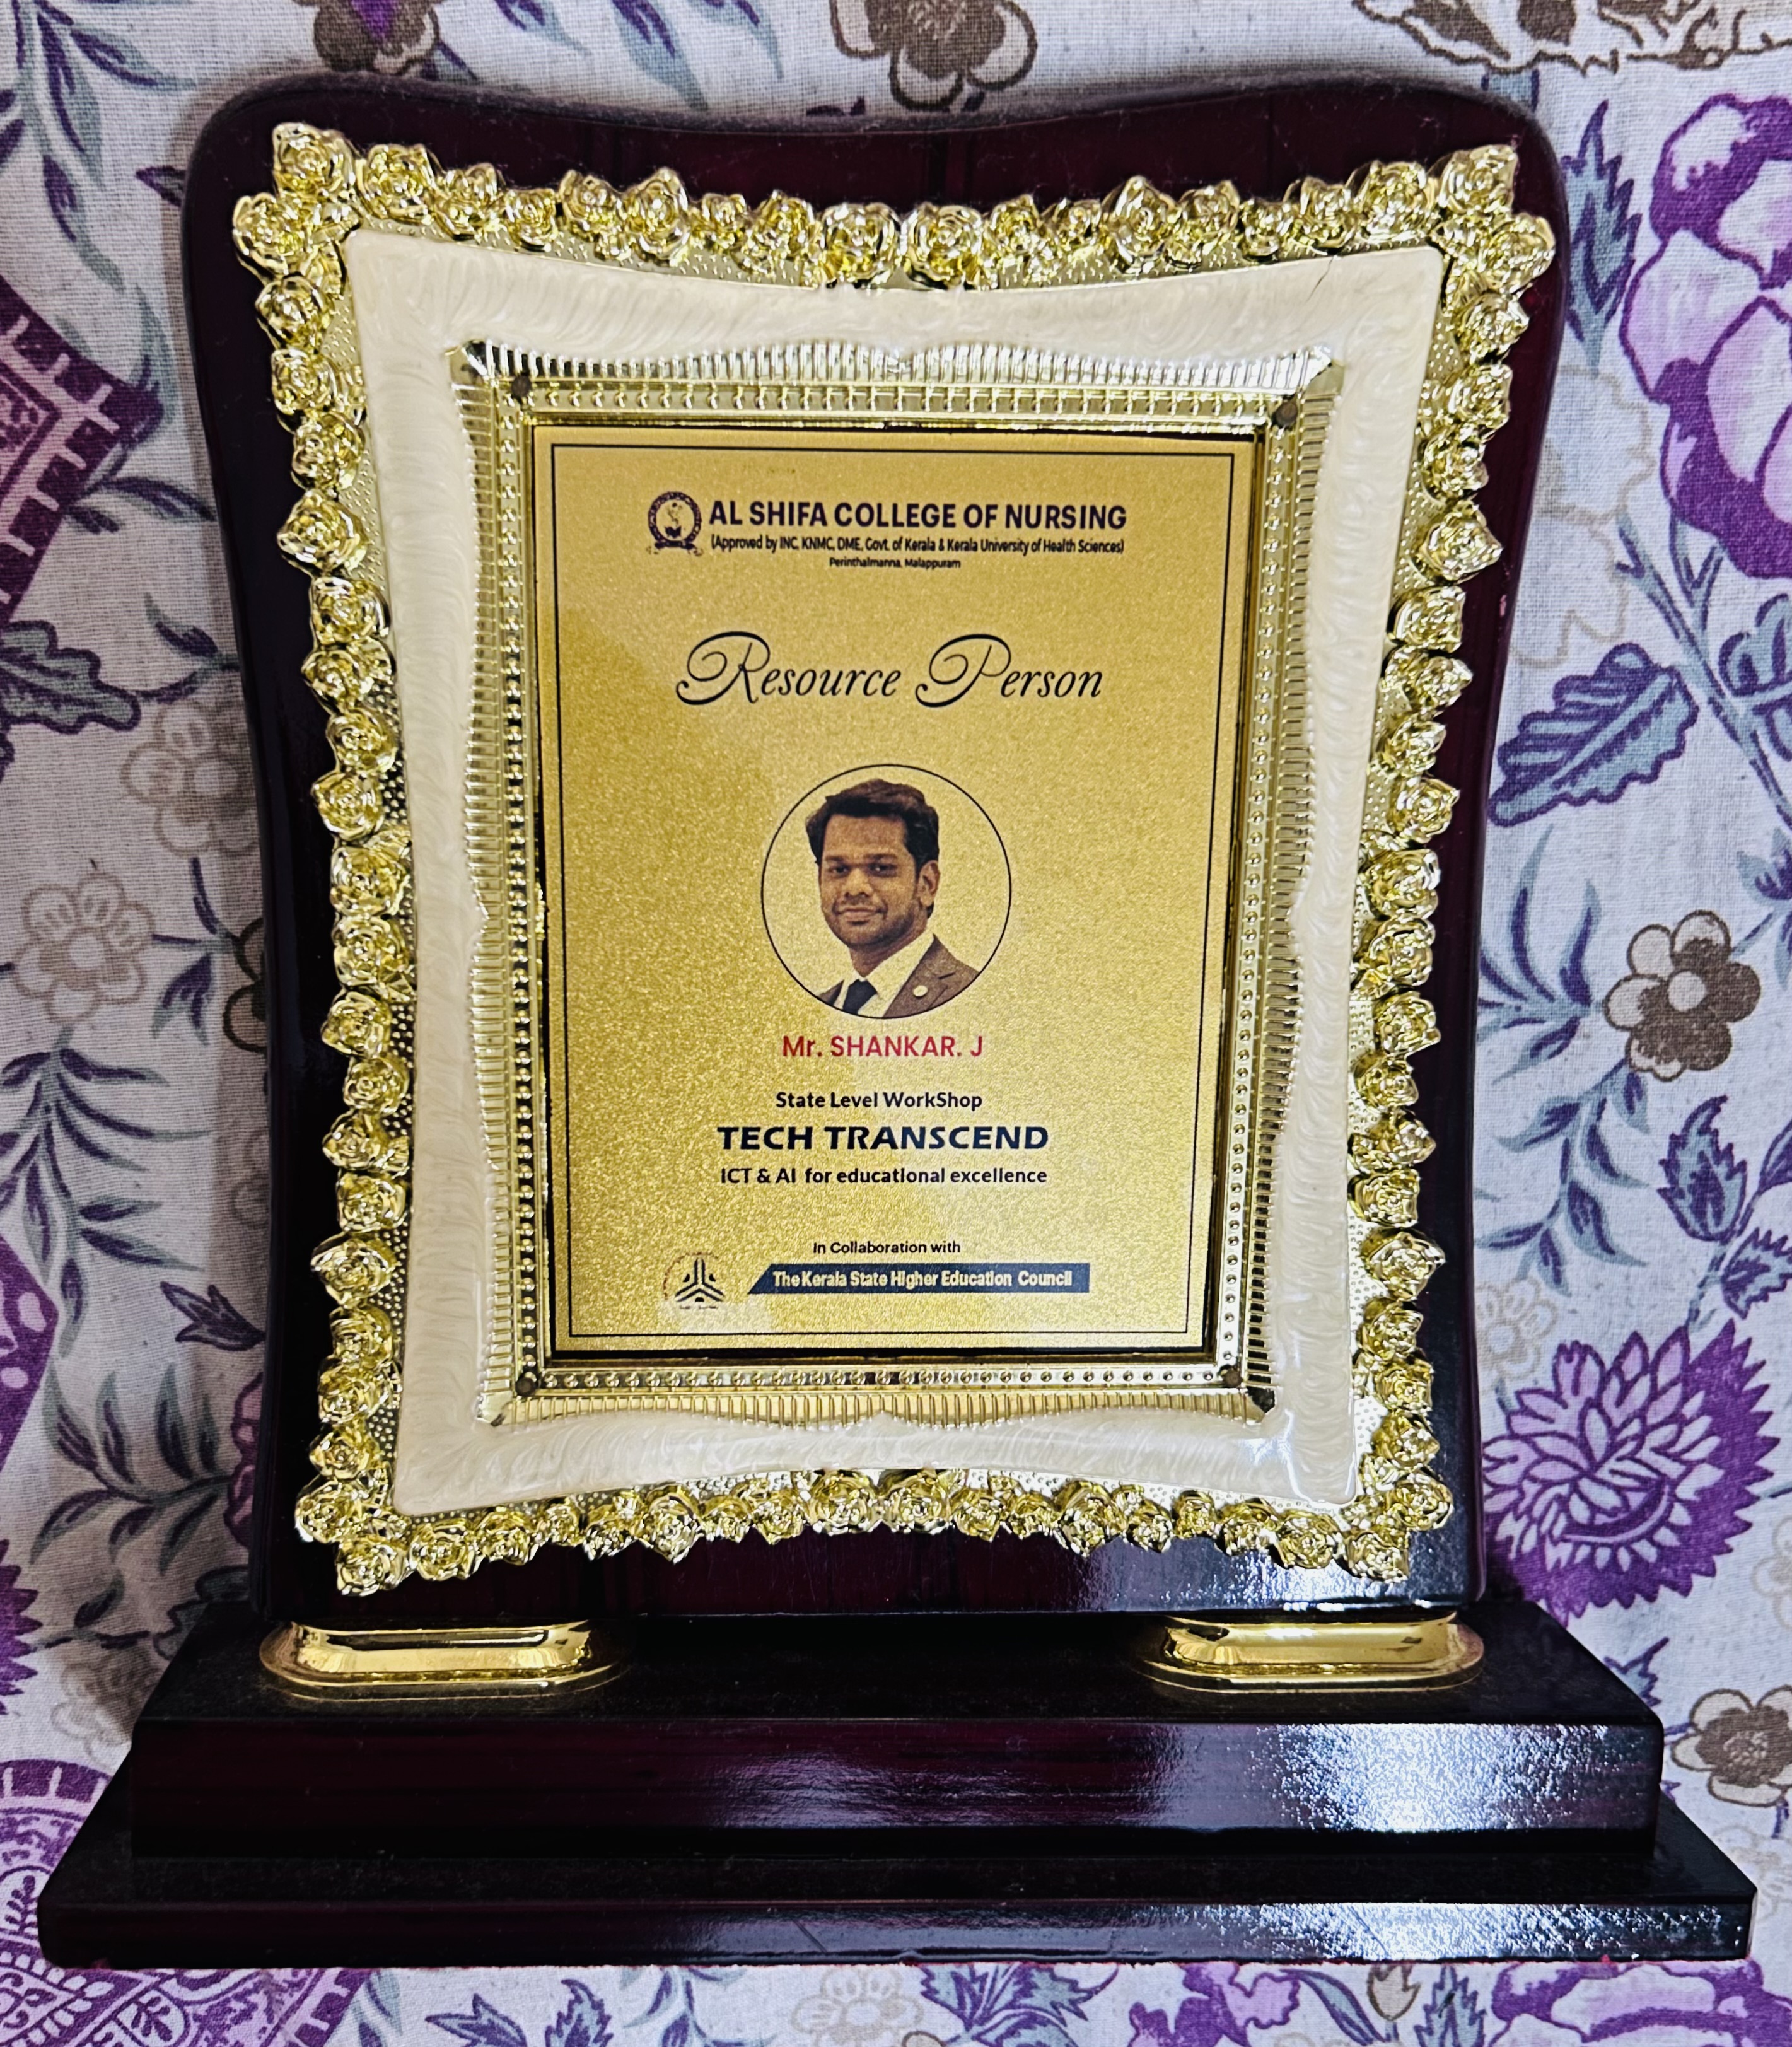 AL SHIFA COLLEGE OF NURSING
(Approved by INC, KNMC, DME, Govt. of Kerala & Kerala University of Health Sciences)
Perinthalmanna, Malappuram
Resource Person
Mr. SHANKAR. J
State Level WorkShop
TECH TRANSCEND
ICT & AI for educational excellence
In Collaboration with
The Kerala State Higher Education Council